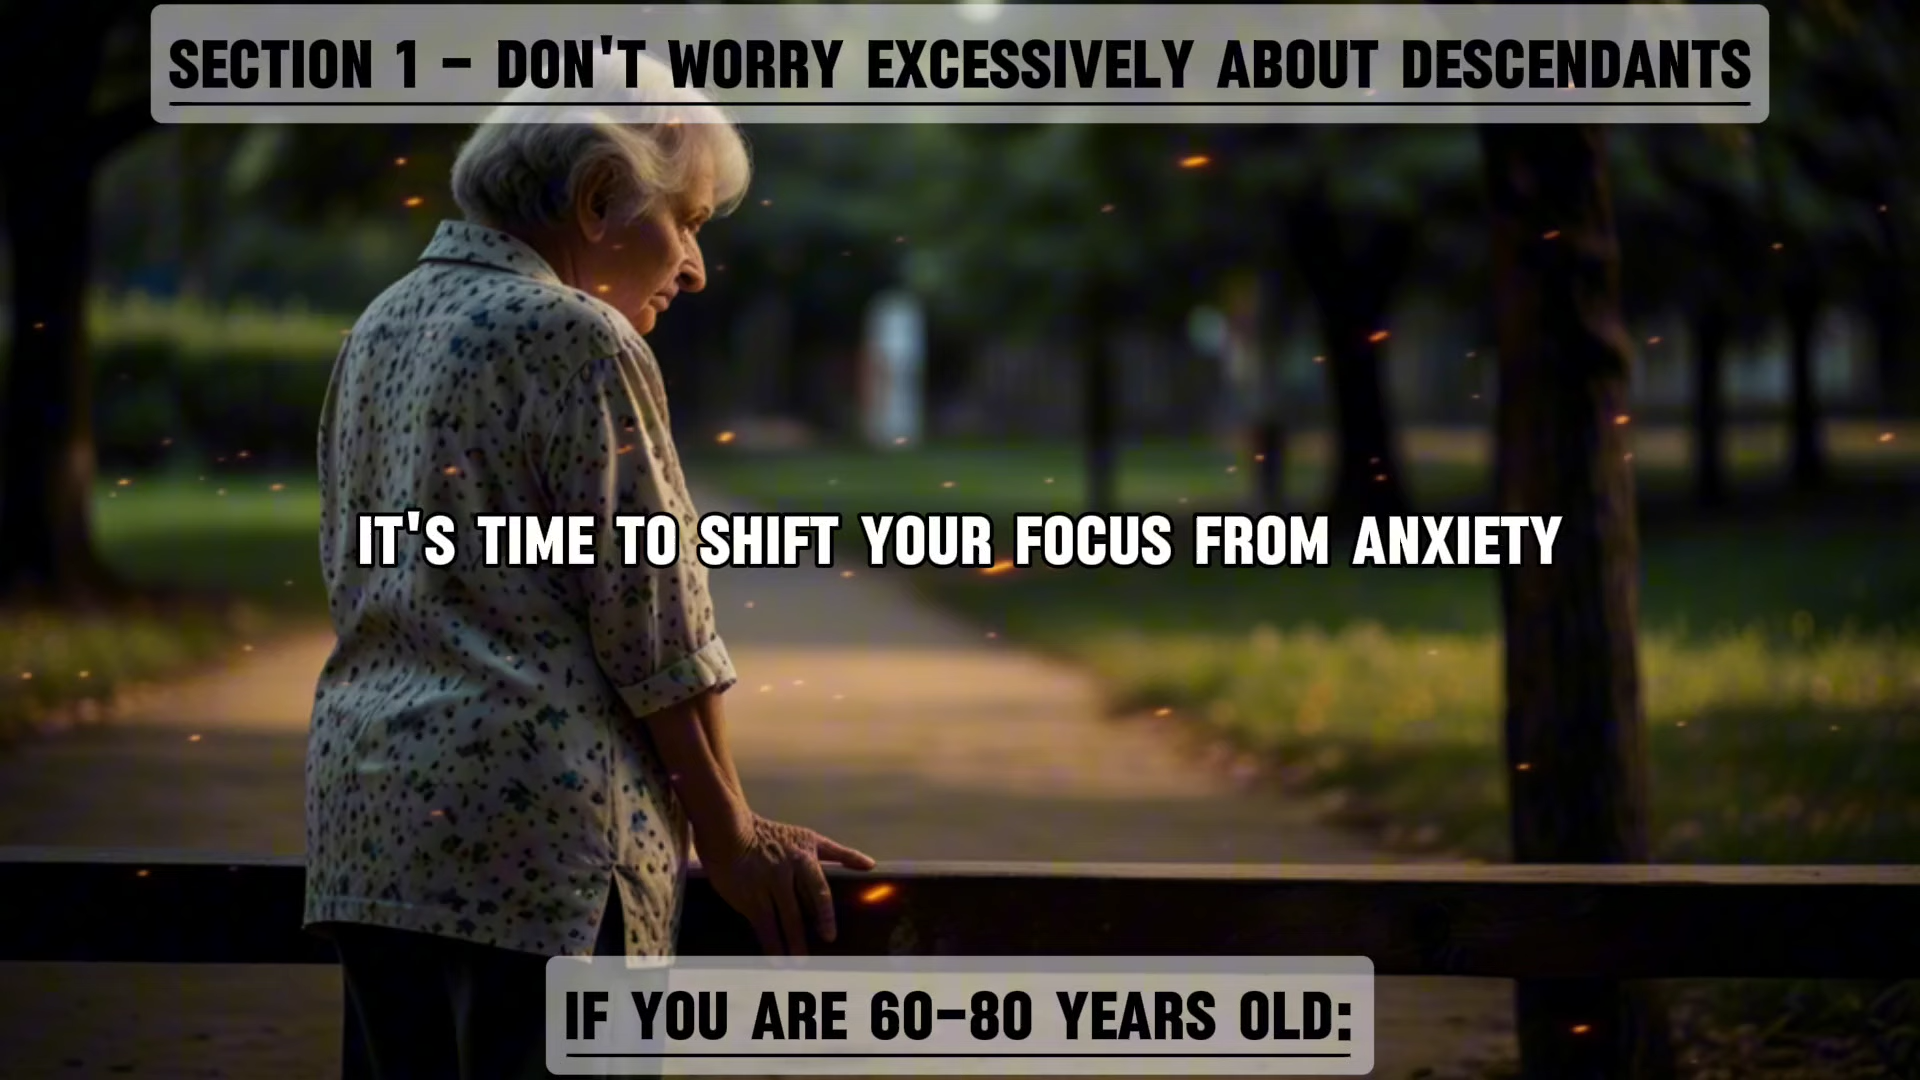 SECTION 1 - DON'T WORRY EXCESSIVELY ABOUT DESCENDANTS
IT'S TIME TO SHIFT YOUR FOCUS FROM ANXIETY
IF YOU ARE 60-80 YEARS OLD: